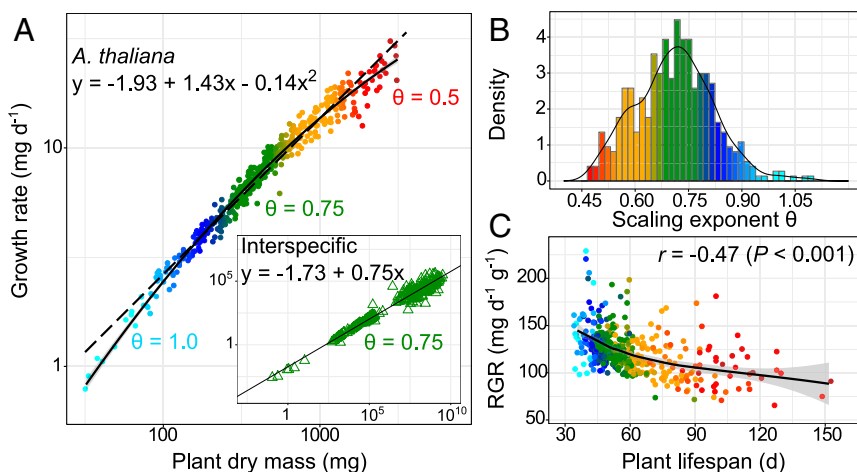 A
A. thaliana
y = -1.93 + 1.43x - 0.14x²
θ = 0.5
θ = 0.75
θ = 1.0
Growth rate (mg d⁻¹)
10
1
100
1000
Plant dry mass (mg)
Interspecific
y = -1.73 + 0.75x
θ = 0.75
10⁵
1
1
10⁵
10¹⁰
B
Density
4
3
2
1
0
0.45
0.60
0.75
0.90
1.05
Scaling exponent θ
C
r = -0.47 (P < 0.001)
RGR (mg d⁻¹ g⁻¹)
200
150
100
50
30
60
90
120
150
Plant lifespan (d)